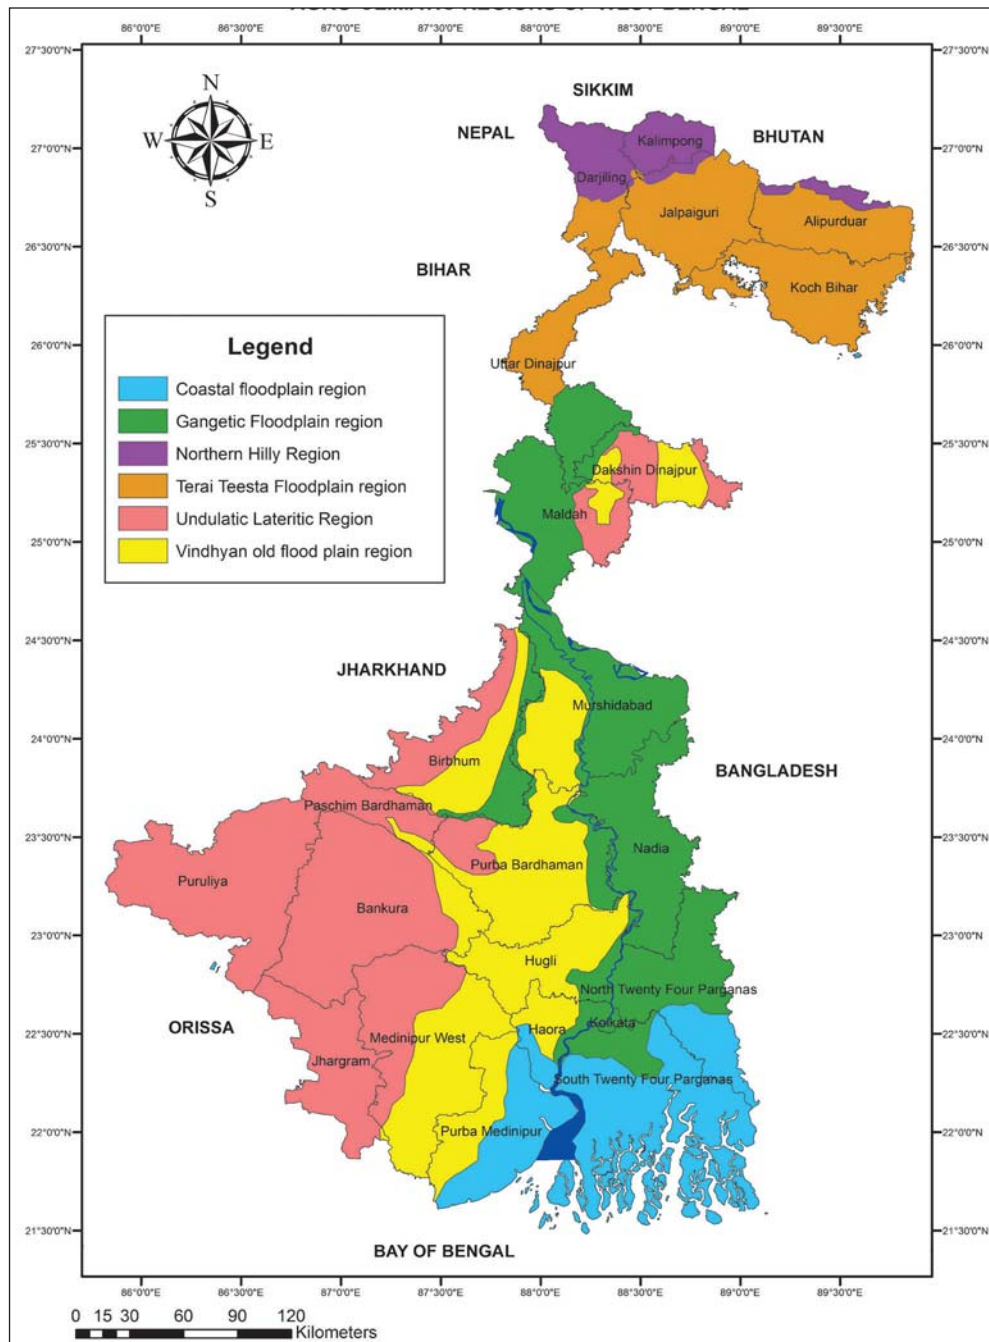 AGRO-CLIMATIC REGIONS OF WEST BENGAL
86°0'0"E 86°30'0"E 87°0'0"E 87°30'0"E 88°0'0"E 88°30'0"E 89°0'0"E 89°30'0"E
27°30'0"N 27°30'0"N
N
W E
S
SIKKIM
NEPAL
BHUTAN
Kalimpong
27°0'0"N 27°0'0"N
Darjiling
Jalpaiguri
Alipurduar
26°30'0"N 26°30'0"N
BIHAR
Koch Bihar
26°0'0"N 26°0'0"N
Uttar Dinajpur
Legend
Coastal floodplain region
Gangetic Floodplain region
Northern Hilly Region
Terai Teesta Floodplain region
Undulatic Lateritic Region
Vindhyan old flood plain region
25°30'0"N 25°30'0"N
Dakshin Dinajpur
Maldah
25°0'0"N 25°0'0"N
24°30'0"N 24°30'0"N
JHARKHAND
Murshidabad
24°0'0"N 24°0'0"N
Birbhum
BANGLADESH
Paschim Bardhaman
23°30'0"N 23°30'0"N
Nadia
Purba Bardhaman
Puruliya
Bankura
23°0'0"N 23°0'0"N
Hugli
North Twenty Four Parganas
Kolkata
ORISSA
Haora
22°30'0"N 22°30'0"N
Medinipur West
Jhargram
South Twenty Four Parganas
Purba Medinipur
22°0'0"N 22°0'0"N
21°30'0"N 21°30'0"N
BAY OF BENGAL
86°0'0"E 86°30'0"E 87°0'0"E 87°30'0"E 88°0'0"E 88°30'0"E 89°0'0"E 89°30'0"E
0 15 30 60 90 120
Kilometers